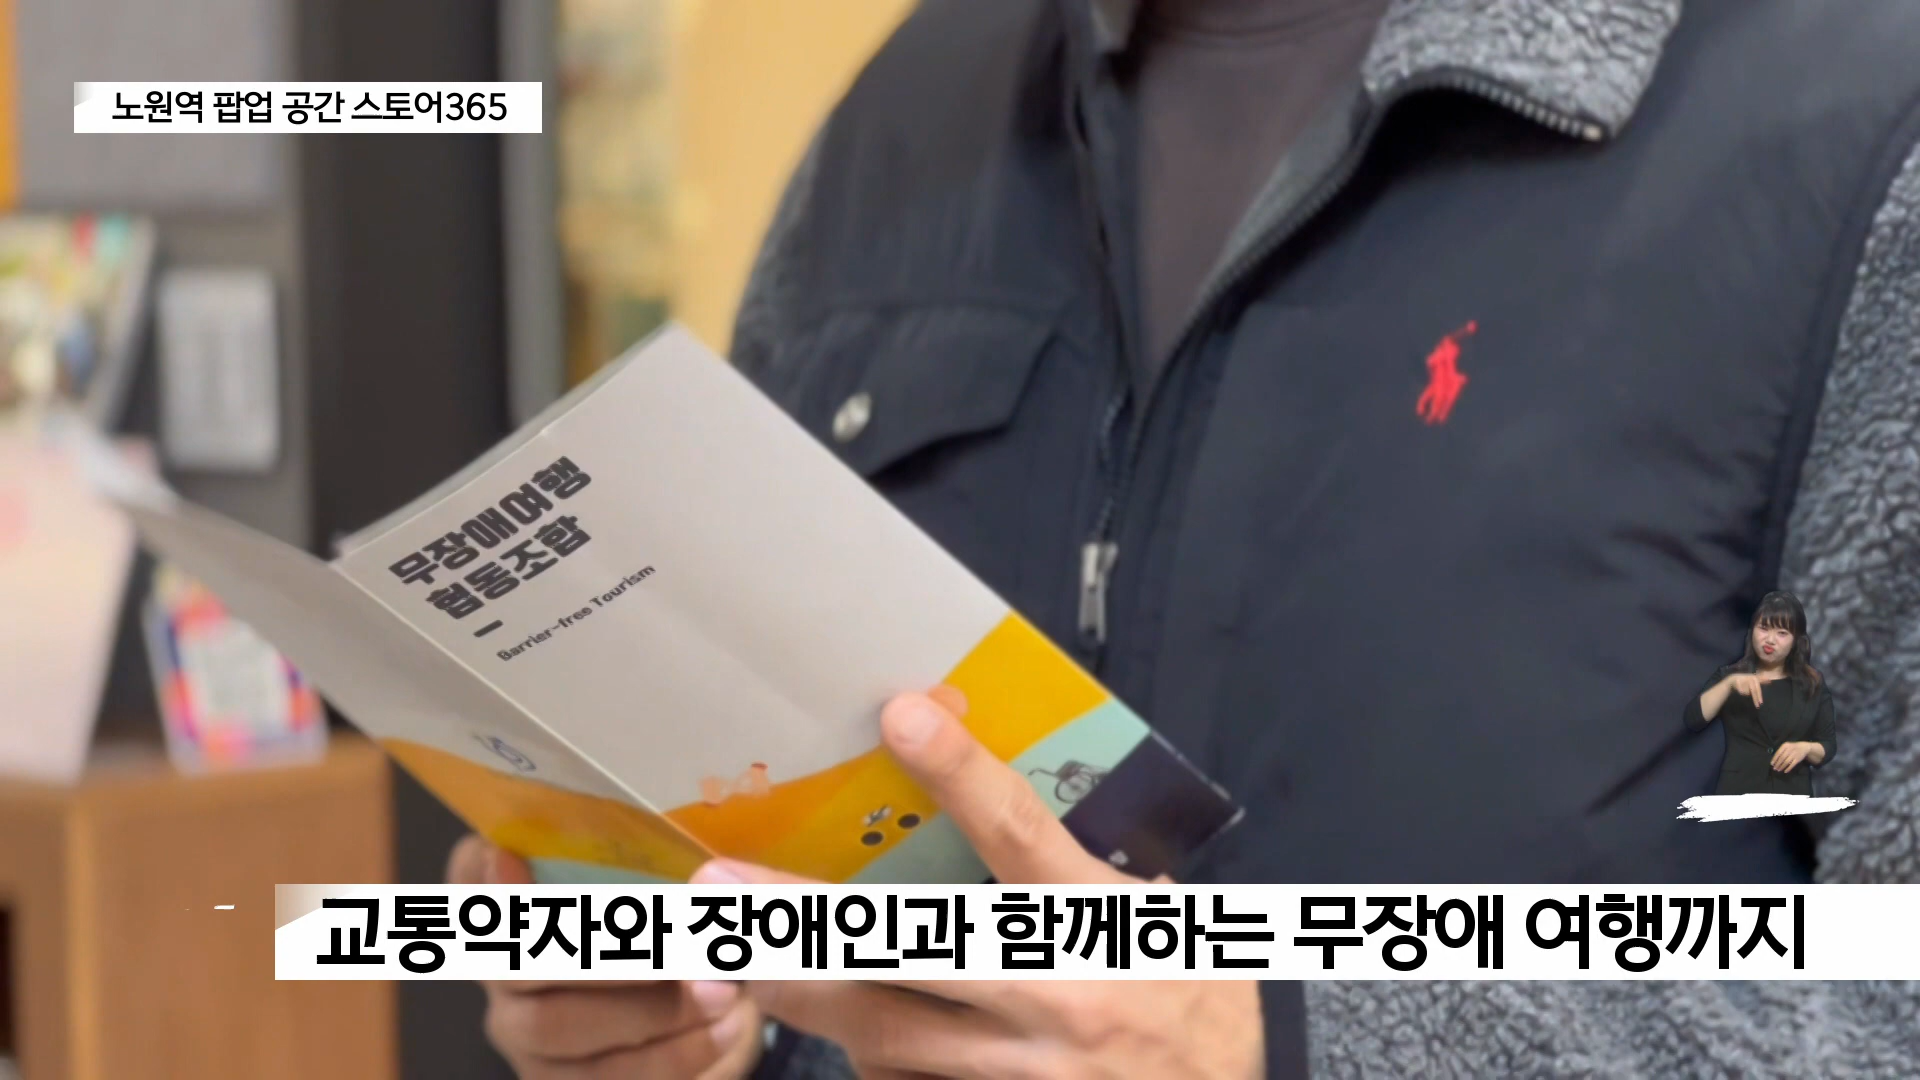 노원역 팝업 공간 스토어365
무장애여행
협동조합
Barrier-free Tourism
교통약자와 장애인과 함께하는 무장애 여행까지